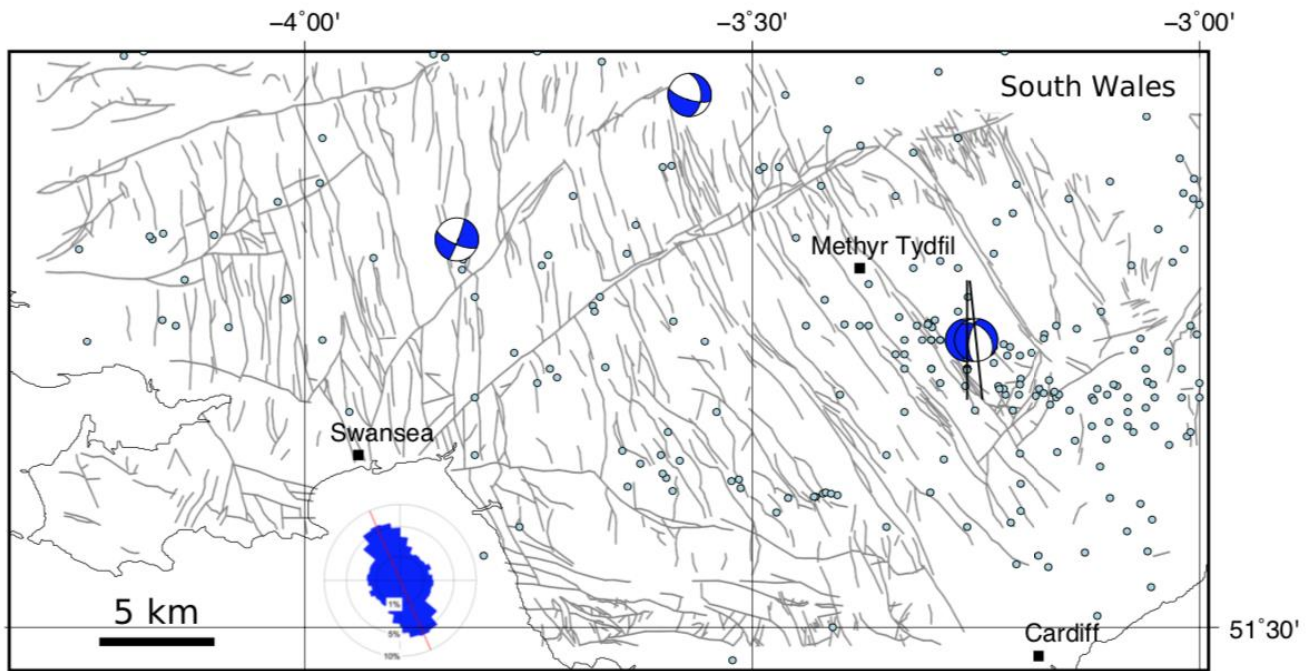 −4˚00'
−3˚30'
−3˚00'
South Wales
Methyr Tydfil
Swansea
1%
5%
10%
5 km
51˚30'
Cardiff